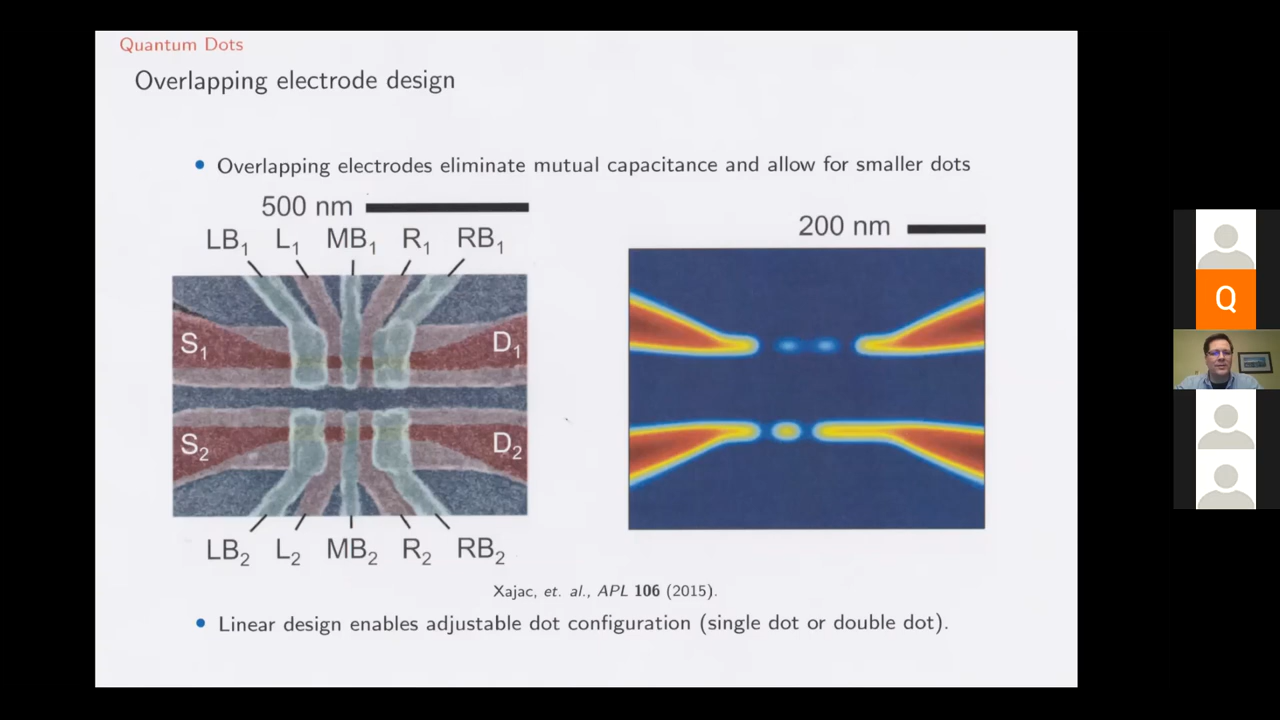 Quantum Dots
Overlapping electrode design
• Overlapping electrodes eliminate mutual capacitance and allow for smaller dots
500 nm
200 nm
LB1 L1 MB1 R1 RB1
S1 D1
S2 D2
LB2 L2 MB2 R2 RB2
Xajac, et. al., APL 106 (2015).
• Linear design enables adjustable dot configuration (single dot or double dot).
Q